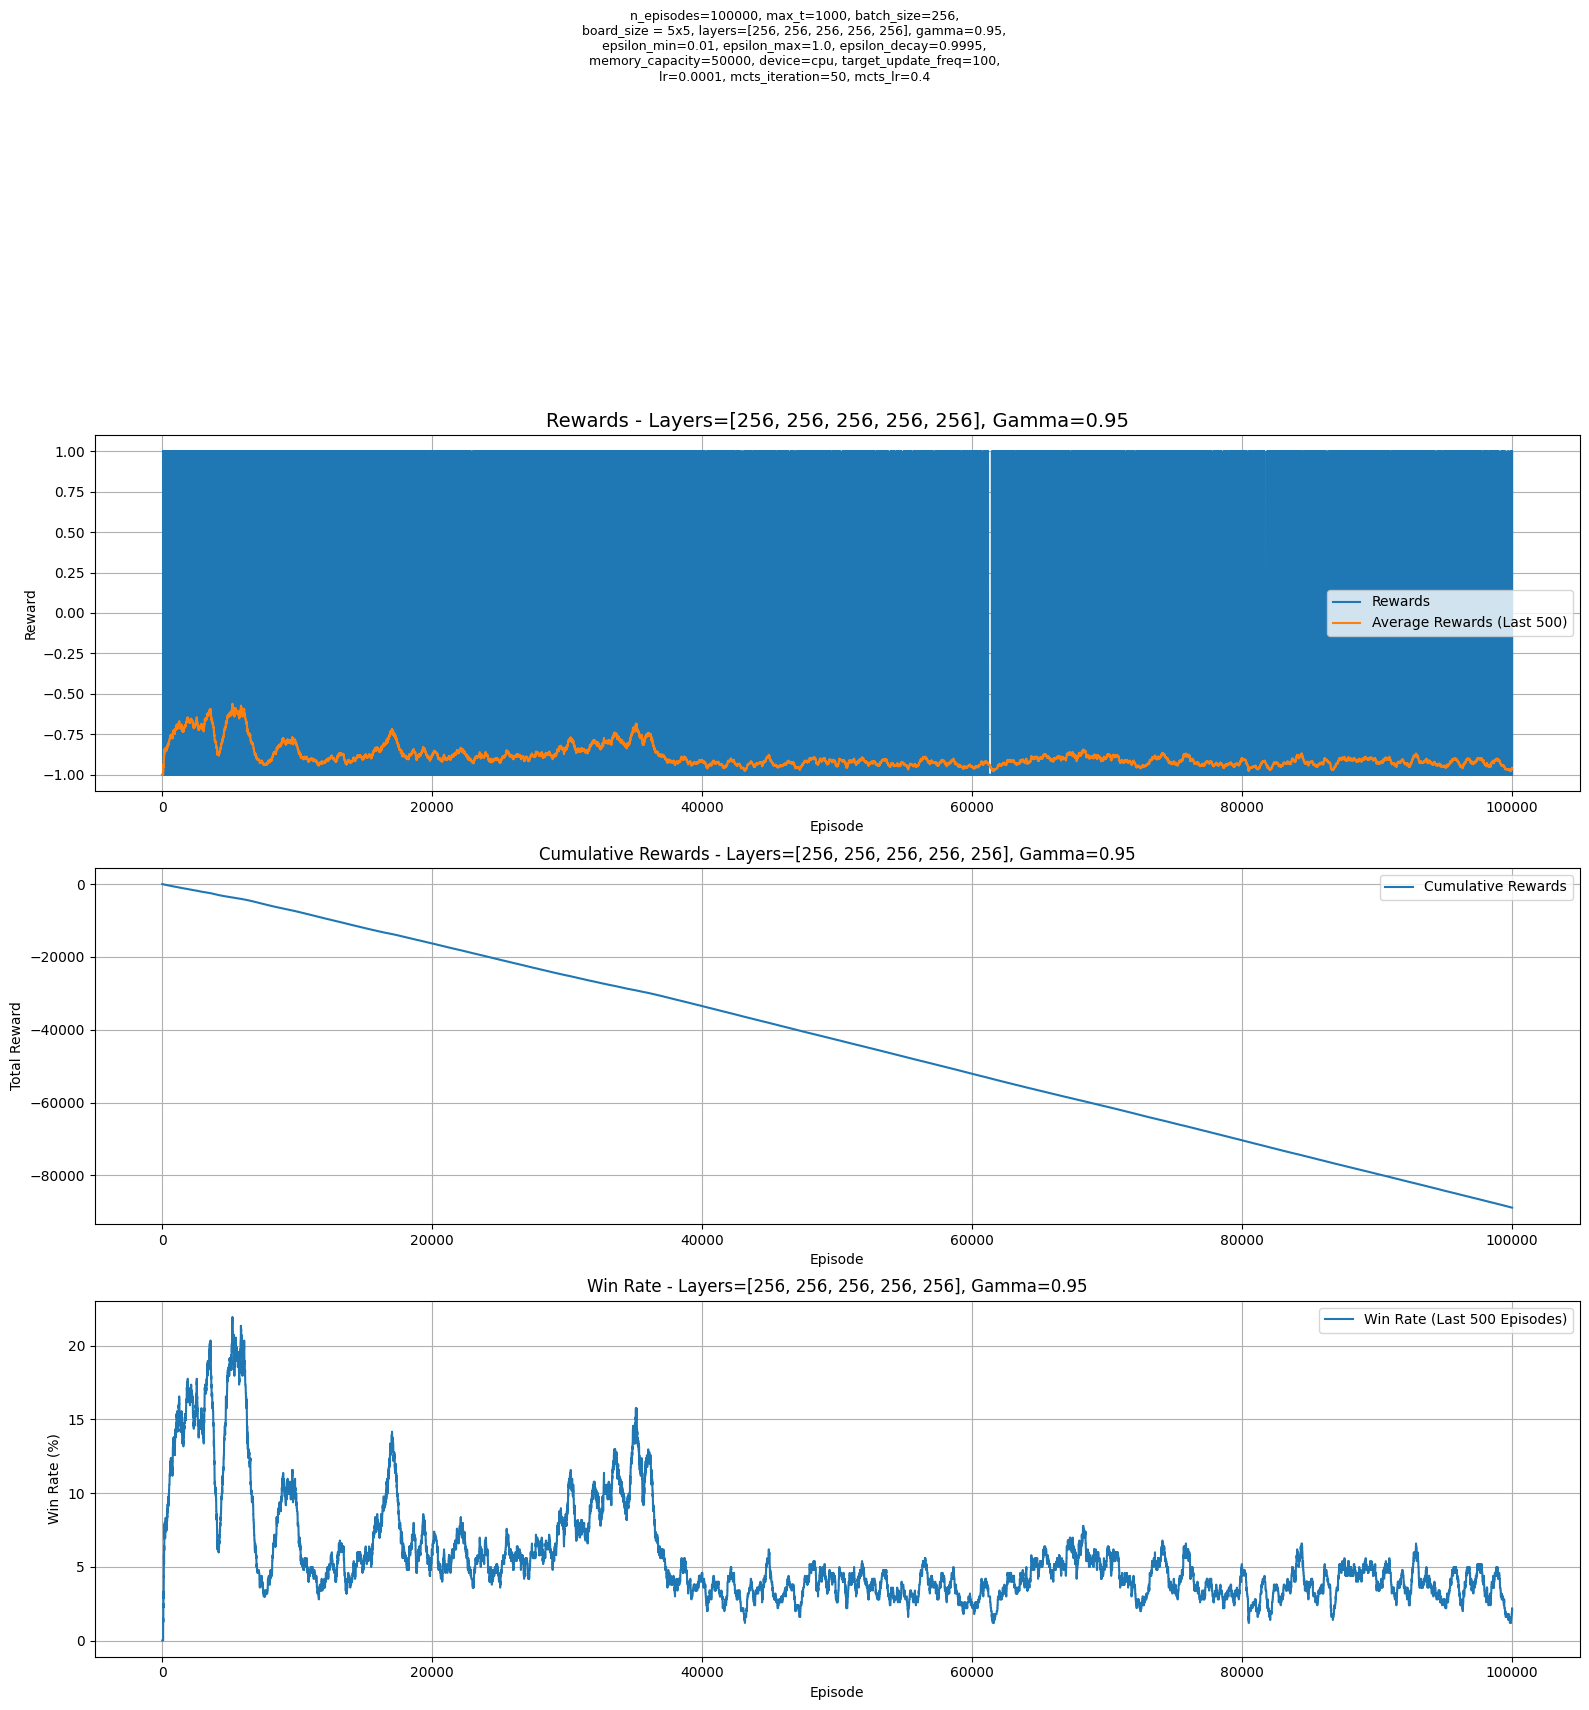 n_episodes=100000, max_t=1000, batch_size=256,
board_size = 5x5, layers=[256, 256, 256, 256, 256], gamma=0.95,
epsilon_min=0.01, epsilon_max=1.0, epsilon_decay=0.9995,
memory_capacity=50000, device=cpu, target_update_freq=100,
lr=0.0001, mcts_iteration=50, mcts_lr=0.4
Rewards - Layers=[256, 256, 256, 256, 256], Gamma=0.95
1.00
0.75
0.50
0.25
0.00
−0.25
−0.50
−0.75
−1.00
Reward
Rewards
Average Rewards (Last 500)
0 20000 40000 60000 80000 100000
Episode
Cumulative Rewards - Layers=[256, 256, 256, 256, 256], Gamma=0.95
0
−20000
−40000
−60000
−80000
Total Reward
Cumulative Rewards
0 20000 40000 60000 80000 100000
Episode
Win Rate - Layers=[256, 256, 256, 256, 256], Gamma=0.95
20
15
10
5
0
Win Rate (%)
Win Rate (Last 500 Episodes)
0 20000 40000 60000 80000 100000
Episode